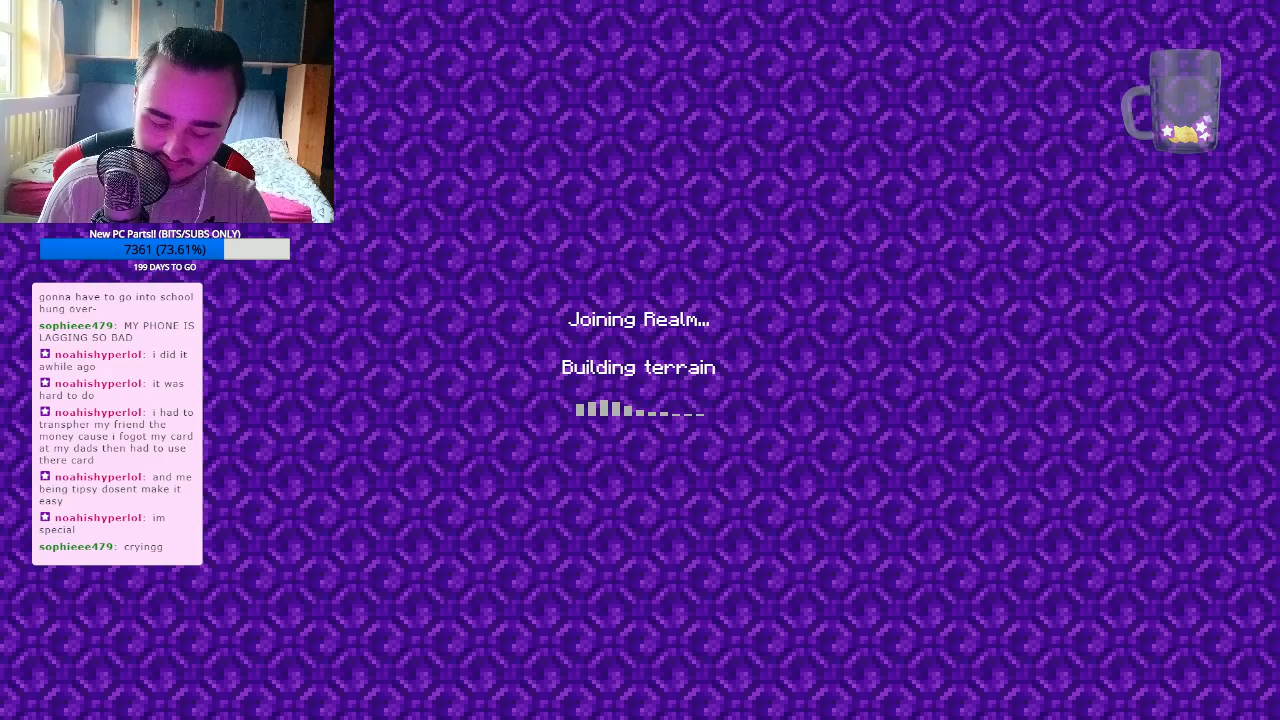 New PC Parts!! (BITS/SUBS ONLY)
7361 (73.61%)
199 DAYS TO GO
gonna have to go into school
hung over-
sophieee479: MY PHONE IS
LAGGING SO BAD
noahishyperlol: i did it
awhile ago
noahishyperlol: it was
hard to do
noahishyperlol: i had to
transpher my friend the
money cause i fogot my card
at my dads then had to use
there card
noahishyperlol: and me
being tipsy dosent make it
easy
noahishyperlol: im
special
sophieee479: cryingg
Joining Realm...
Building terrain